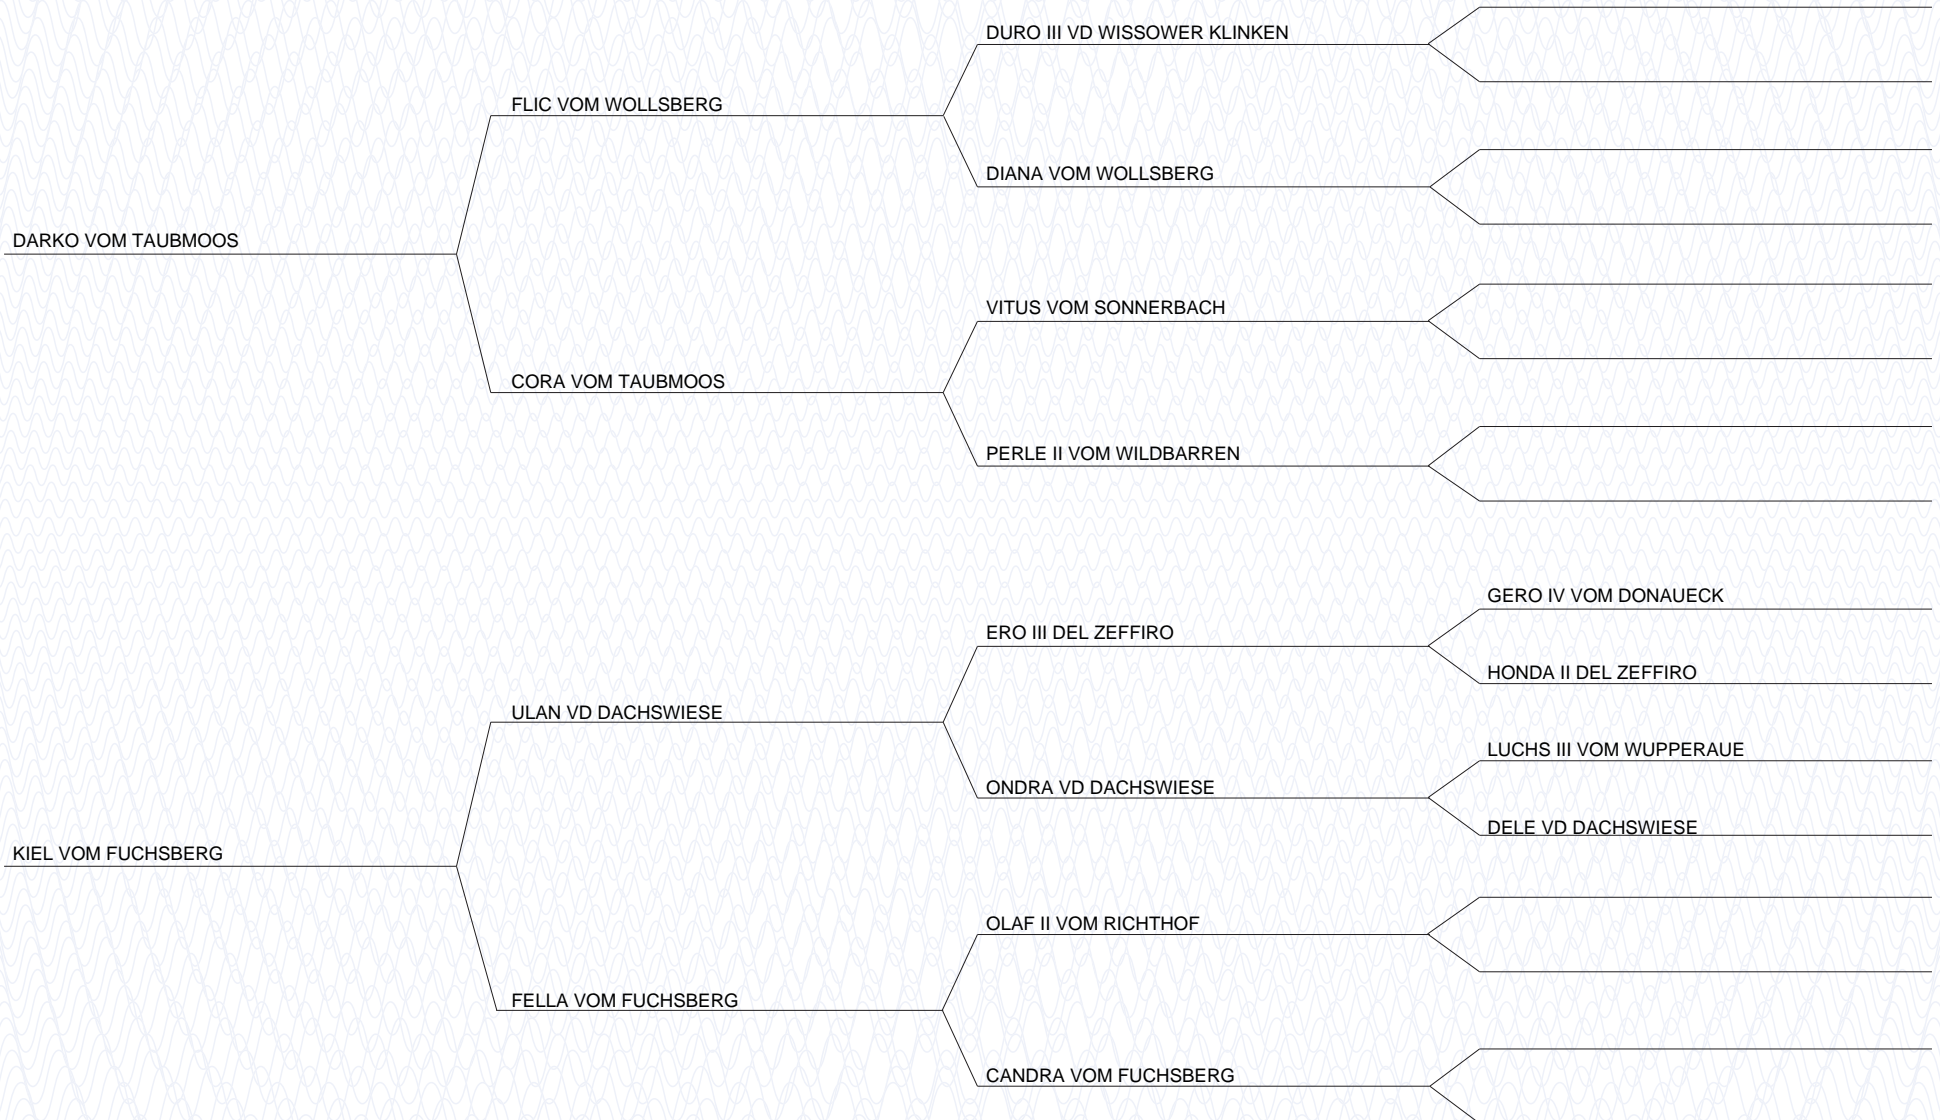 DURO III VD WISSOWER KLINKEN
FLIC VOM WOLLSBERG
DIANA VOM WOLLSBERG
DARKO VOM TAUBMOOS
VITUS VOM SONNERBACH
CORA VOM TAUBMOOS
PERLE II VOM WILDBARREN
GERO IV VOM DONAUECK
ERO III DEL ZEFFIRO
HONDA II DEL ZEFFIRO
ULAN VD DACHSWIESE
LUCHS III VOM WUPPERAUE
ONDRA VD DACHSWIESE
DELE VD DACHSWIESE
KIEL VOM FUCHSBERG
OLAF II VOM RICHTHOF
FELLA VOM FUCHSBERG
CANDRA VOM FUCHSBERG